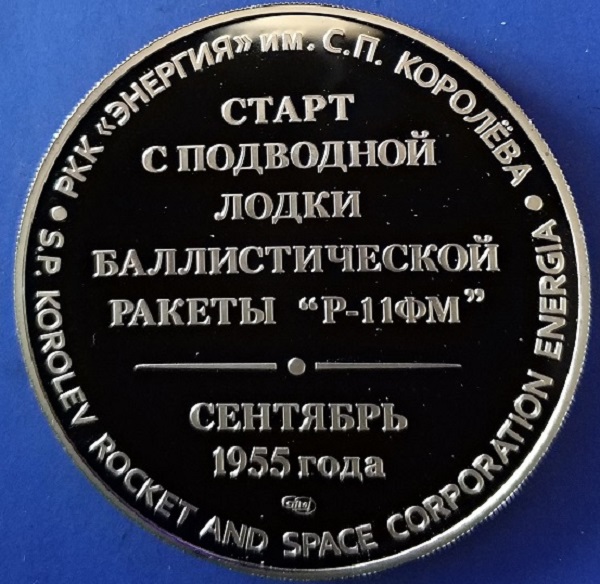 РКК «ЭНЕРГИЯ» им. С.П. КОРОЛЁВА
СТАРТ
С ПОДВОДНОЙ
ЛОДКИ
БАЛЛИСТИЧЕСКОЙ
РАКЕТЫ “Р-11ФМ”
СЕНТЯБРЬ
1955 года
S.P. KOROLEV ROCKET AND SPACE CORPORATION ENERGIA